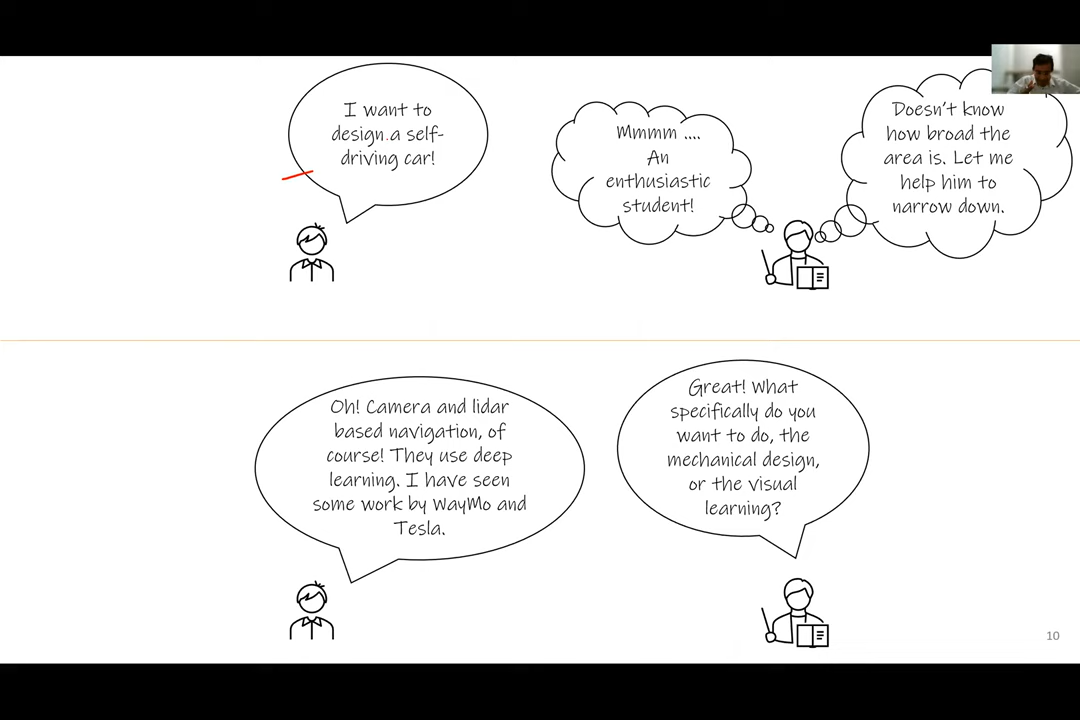 I want to
design a self-
driving car!
Mmmm ....
An
enthusiastic
student!
Doesn't know
how broad the
area is. Let me
help him to
narrow down.
Oh! Camera and lidar
based navigation, of
course! They use deep
learning. I have seen
some work by WayMo and
Tesla.
Great! What
specifically do you
want to do, the
mechanical design,
or the visual
learning?
10